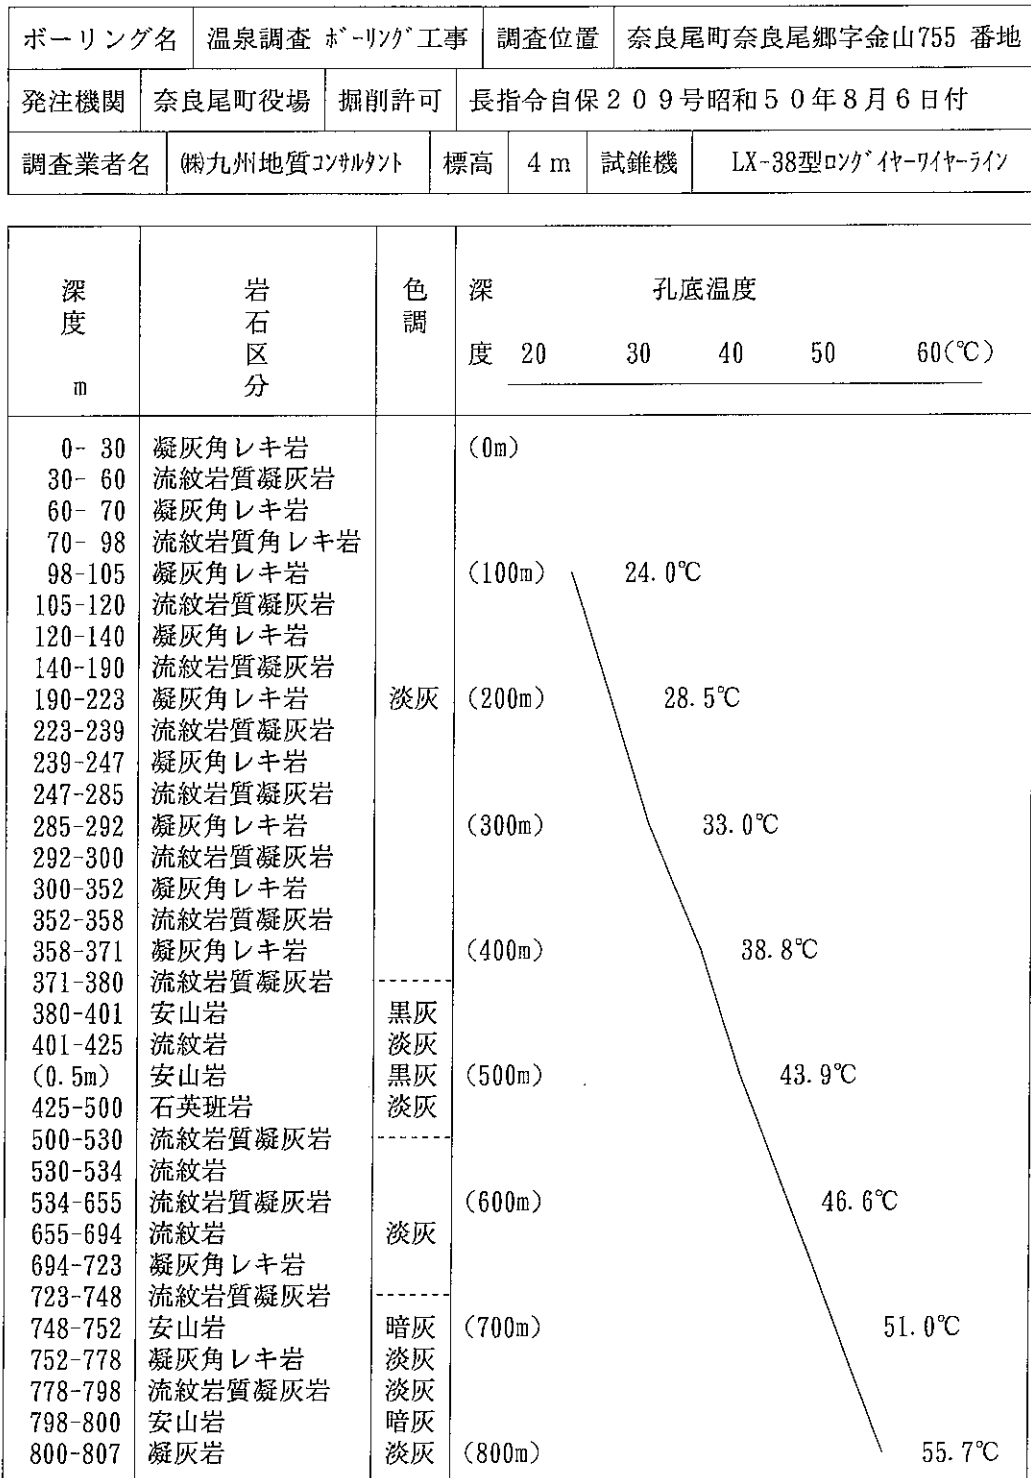 ボーリング名 温泉調査 ボーリング工事 調査位置 奈良尾町奈良尾郷字金山755 番地
発注機関 奈良尾町役場 掘削許可 長指令自保209号昭和50年8月6日付
調査業者名 ㈱九州地質コンサルタント 標高 4m 試錐機 LX-38型ロングイヤーワイヤーライン
深度 m 岩石区分 色調 深度 孔底温度
20 30 40 50 60(℃)
0- 30 凝灰角レキ岩 (0m)
30- 60 流紋岩質凝灰岩
60- 70 凝灰角レキ岩
70- 98 流紋岩質角レキ岩
98-105 凝灰角レキ岩 (100m) 24.0℃
105-120 流紋岩質凝灰岩
120-140 凝灰角レキ岩
140-190 流紋岩質凝灰岩
190-223 凝灰角レキ岩 淡灰 (200m) 28.5℃
223-239 流紋岩質凝灰岩
239-247 凝灰角レキ岩
247-285 流紋岩質凝灰岩
285-292 凝灰角レキ岩 (300m) 33.0℃
292-300 流紋岩質凝灰岩
300-352 凝灰角レキ岩
352-358 流紋岩質凝灰岩
358-371 凝灰角レキ岩 (400m) 38.8℃
371-380 流紋岩質凝灰岩
380-401 安山岩 黒灰
401-425 流紋岩 淡灰
(0.5m) 安山岩 黒灰 (500m) 43.9℃
425-500 石英班岩 淡灰
500-530 流紋岩質凝灰岩
530-534 流紋岩
534-655 流紋岩質凝灰岩 (600m) 46.6℃
655-694 流紋岩 淡灰
694-723 凝灰角レキ岩
723-748 流紋岩質凝灰岩
748-752 安山岩 暗灰 (700m) 51.0℃
752-778 凝灰角レキ岩 淡灰
778-798 流紋岩質凝灰岩 淡灰
798-800 安山岩 暗灰
800-807 凝灰岩 淡灰 (800m) 55.7℃